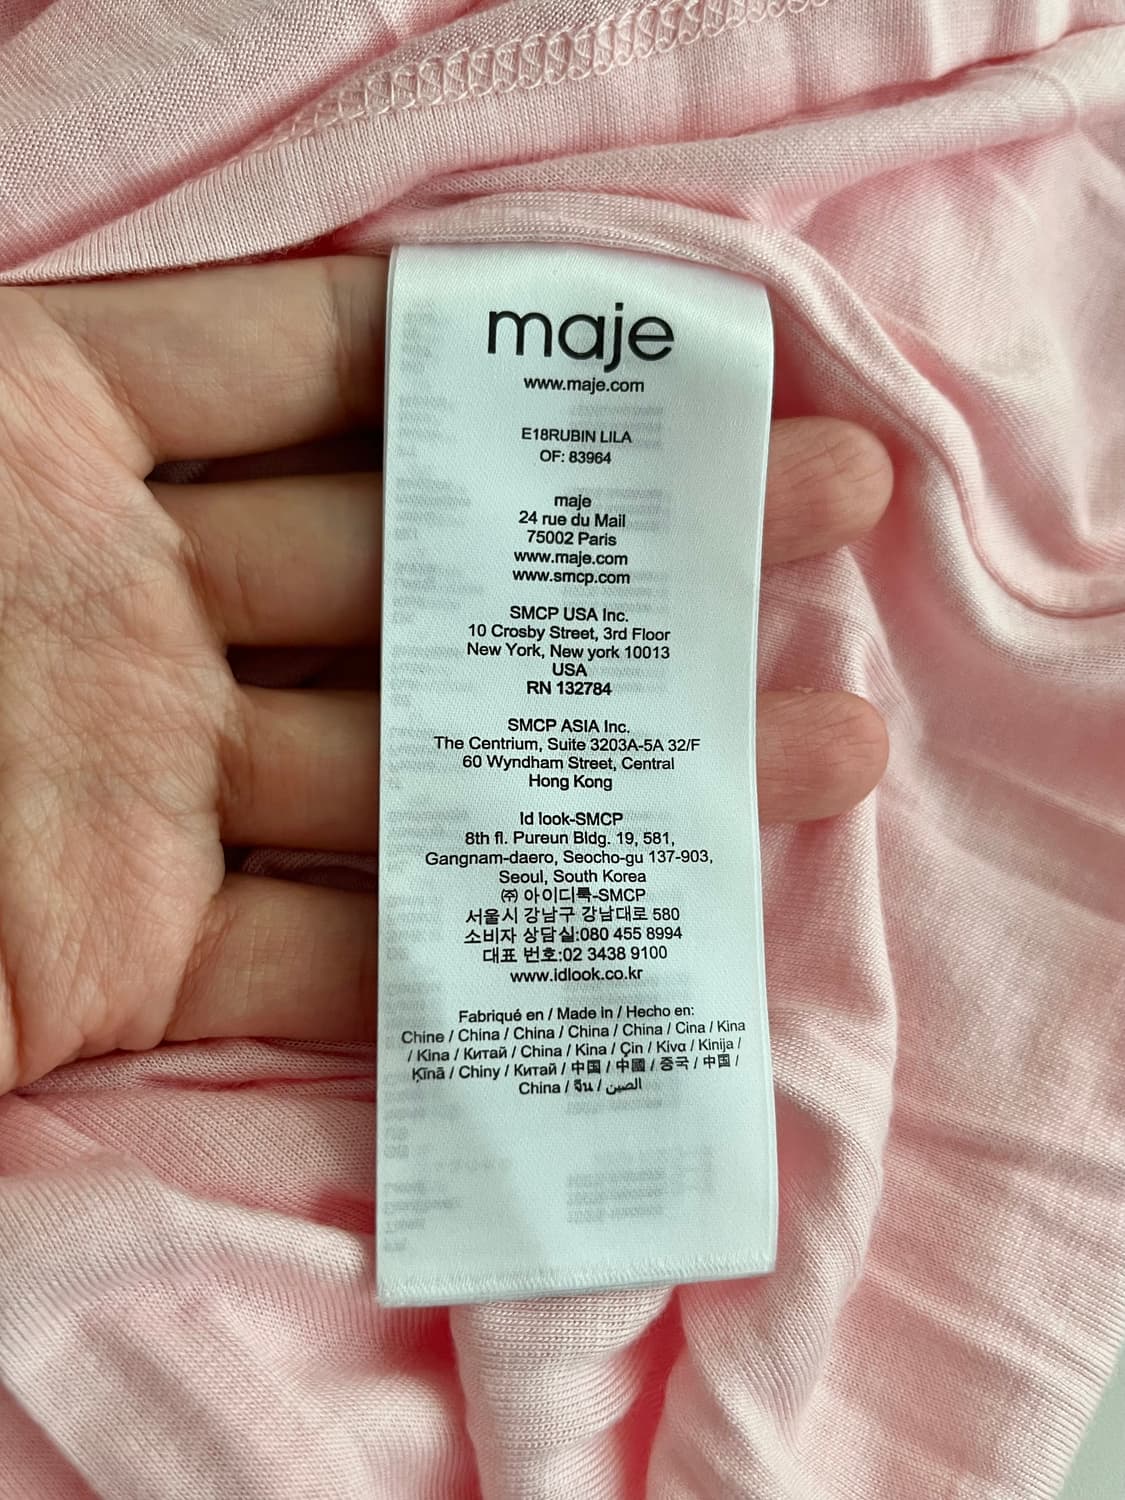 maje
www.maje.com
E18RUBIN LILA
OF: 83964
maje
24 rue du Mail
75002 Paris
www.maje.com
www.smcp.com
SMCP USA Inc.
10 Crosby Street, 3rd Floor
New York, New york 10013
USA
RN 132784
SMCP ASIA Inc.
The Centrium, Suite 3203A-5A 32/F
60 Wyndham Street, Central
Hong Kong
Id look-SMCP
8th fl. Pureun Bldg. 19, 581,
Gangnam-daero, Seocho-gu 137-903,
Seoul, South Korea
㈜ 아이디룩-SMCP
서울시 강남구 강남대로 580
소비자 상담실:080 455 8994
대표 번호:02 3438 9100
www.idlook.co.kr
Fabriqué en / Made in / Hecho en:
Chine / China / China / China / China / Cina / Kina
/ Kina / Китай / China / Kina / Çin / Kίνα / Kinija /
Ķīnā / Chiny / Китай / 中国 / 中國 / 중국 / 中国 /
China / จีน / الصين